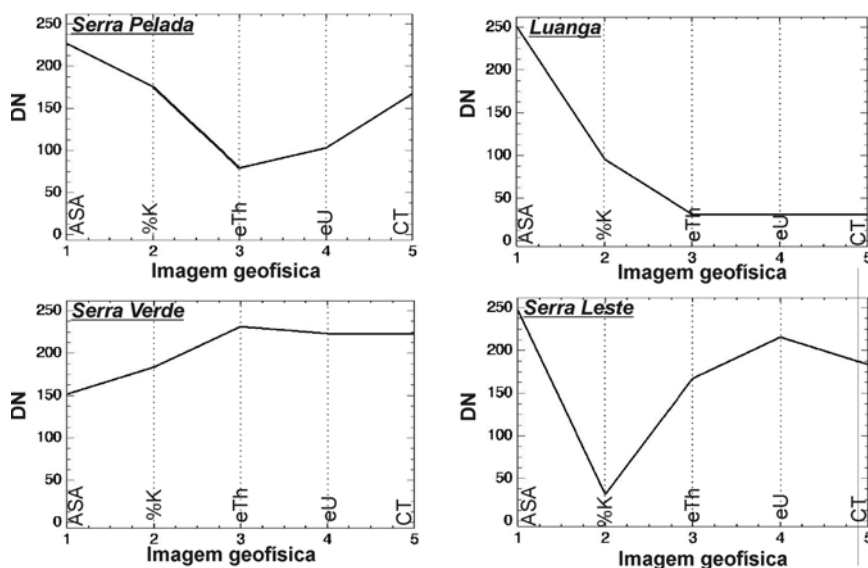 Serra Pelada
250
200
150
100
50
0
DN
ASA
%K
eTh
eU
CT
1 2 3 4 5
Imagem geofísica
Luanga
250
200
150
100
50
0
DN
ASA
%K
eTh
eU
CT
1 2 3 4 5
Imagem geofísica
Serra Verde
250
200
150
100
50
0
DN
ASA
%K
eTh
eU
CT
1 2 3 4 5
Imagem geofísica
Serra Leste
250
200
150
100
50
0
DN
ASA
%K
eTh
eU
CT
1 2 3 4 5
Imagem geofísica